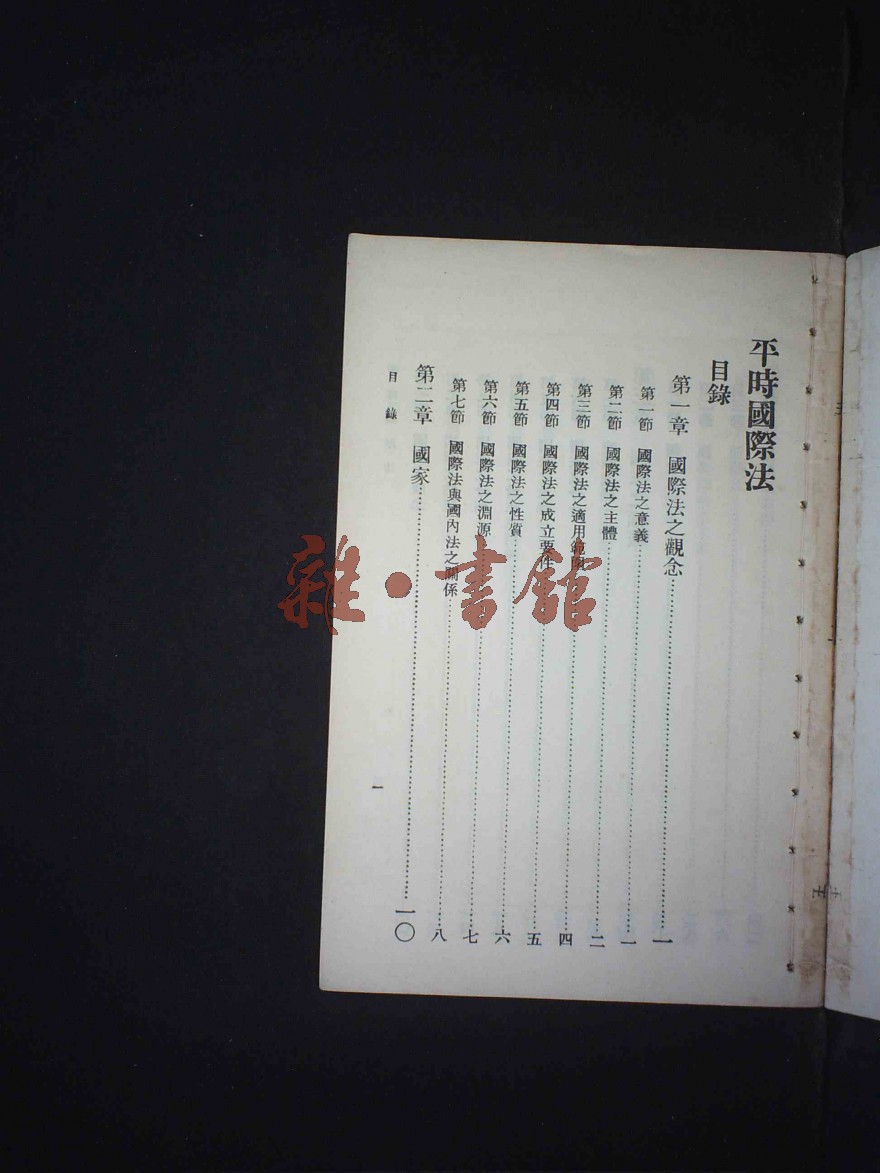 平時國際法
目錄
第一章 國際法之觀念……一
第一節 國際法之意義……一
第二節 國際法之主體……二
第三節 國際法之適用範圍……四
第四節 國際法之成立要件……五
第五節 國際法之性質……六
第六節 國際法之淵源……七
第七節 國際法與國內法之關係……八
第二章 國家……一〇
目錄
一
雜·書館